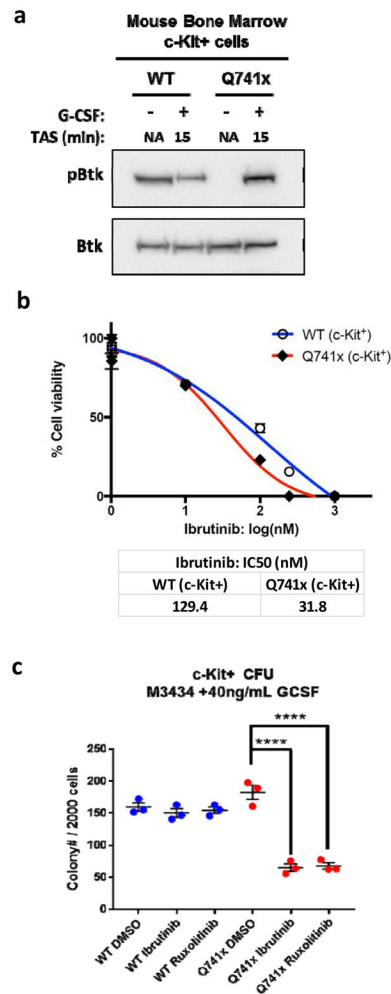 a
Mouse Bone Marrow
c-Kit+ cells
WT Q741x
G-CSF: - + - +
TAS (min): NA 15 NA 15
pBtk
Btk
b
WT (c-Kit+)
Q741x (c-Kit+)
% Cell viability
100
50
0
0 1 2 3 4
Ibrutinib: log(nM)
Ibrutinib: IC50 (nM)
WT (c-Kit+) Q741x (c-Kit+)
129.4 31.8
c
c-Kit+ CFU
M3434 +40ng/mL GCSF
****
****
Colony# / 2000 cells
250
200
150
100
50
0
WT DMSO
WT Ibrutinib
WT Ruxolitinib
Q741x DMSO
Q741x Ibrutinib
Q741x Ruxolitinib